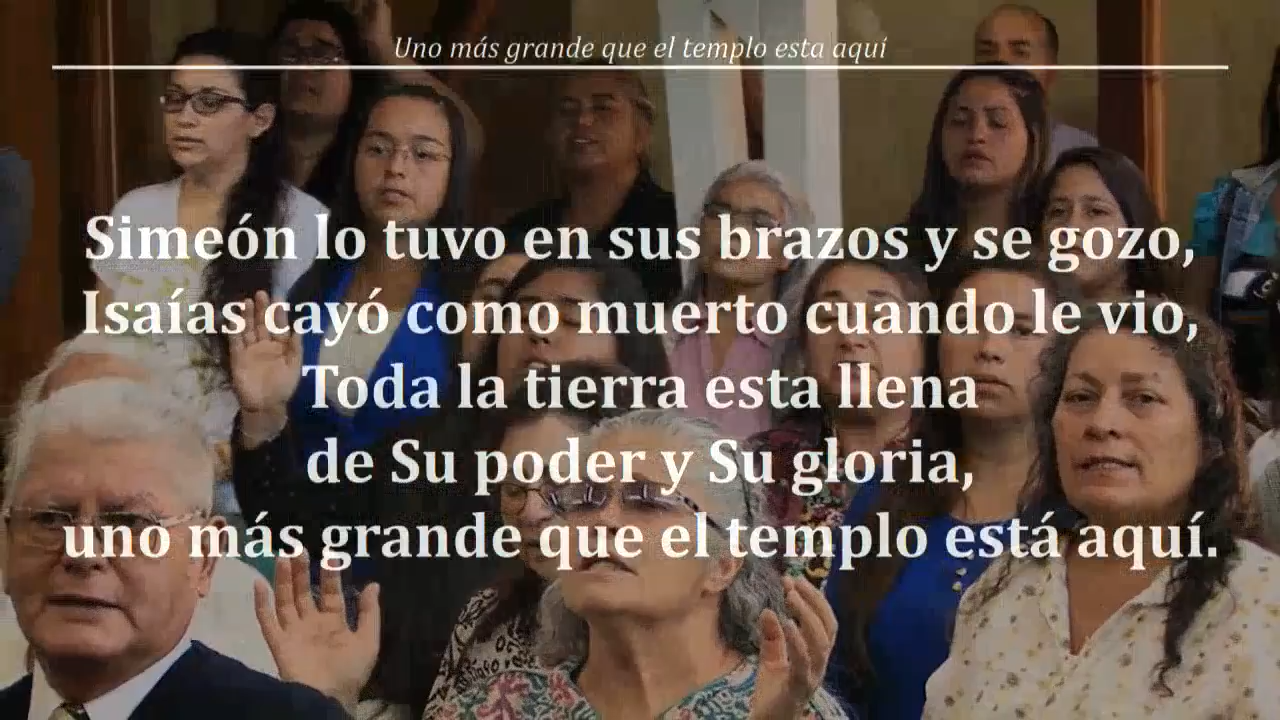 Uno más grande que el templo esta aquí
Simeón lo tuvo en sus brazos y se gozo,
Isaías cayó como muerto cuando le vio,
Toda la tierra esta llena
de Su poder y Su gloria,
uno más grande que el templo está aquí.